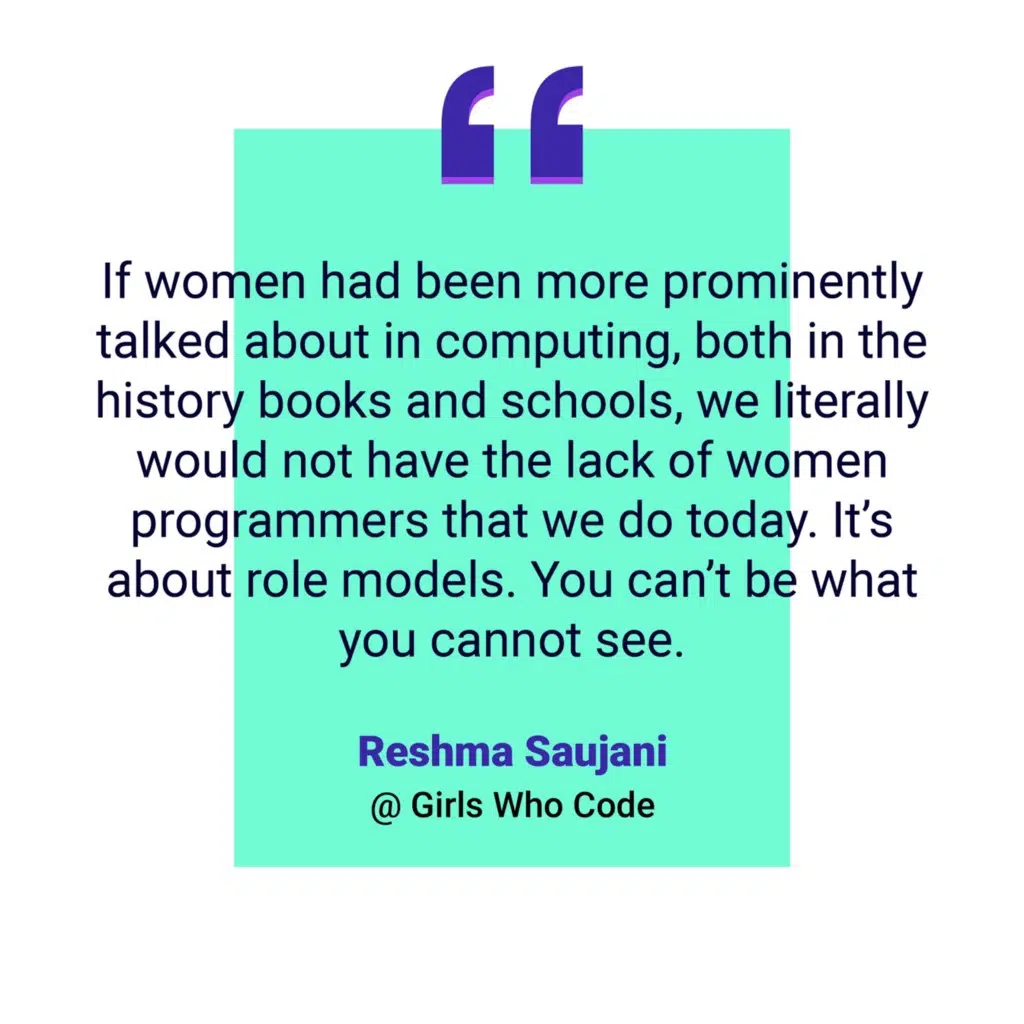 “
If women had been more prominently
talked about in computing, both in the
history books and schools, we literally
would not have the lack of women
programmers that we do today. It’s
about role models. You can’t be what
you cannot see.
Reshma Saujani
@ Girls Who Code